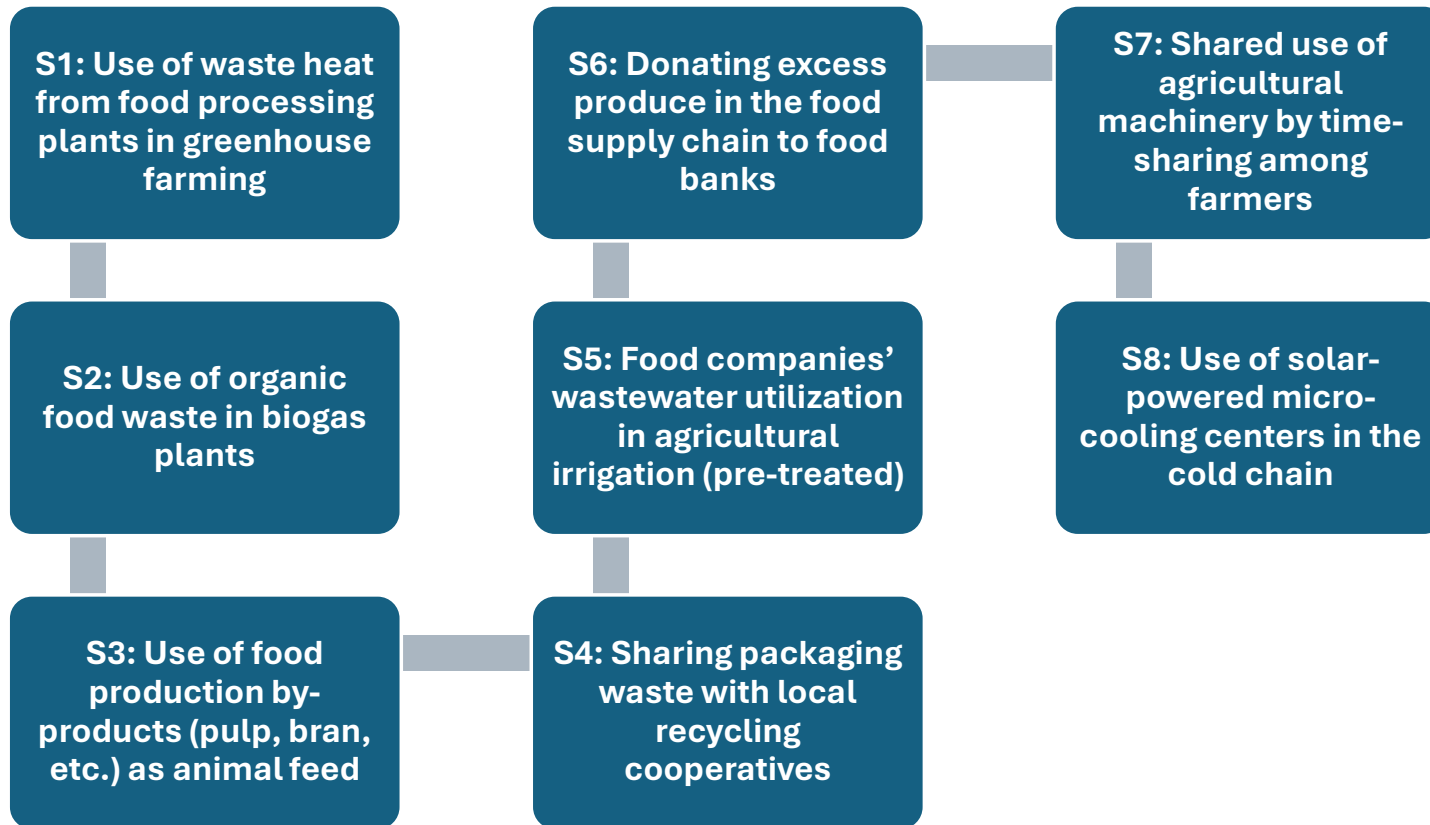 S1: Use of waste heat
from food processing
plants in greenhouse
farming
S2: Use of organic
food waste in biogas
plants
S3: Use of food
production by-
products (pulp, bran,
etc.) as animal feed
S4: Sharing packaging
waste with local
recycling
cooperatives
S5: Food companies’
wastewater utilization
in agricultural
irrigation (pre-treated)
S6: Donating excess
produce in the food
supply chain to food
banks
S7: Shared use of
agricultural
machinery by time-
sharing among
farmers
S8: Use of solar-
powered micro-
cooling centers in the
cold chain